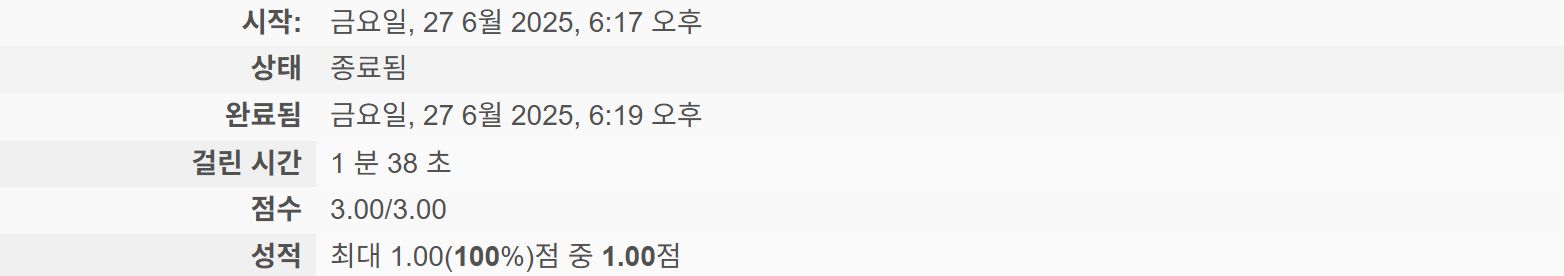 시작: 금요일, 27 6월 2025, 6:17 오후
상태 종료됨
완료됨 금요일, 27 6월 2025, 6:19 오후
걸린 시간 1 분 38 초
점수 3.00/3.00
성적 최대 1.00(100%)점 중 1.00점